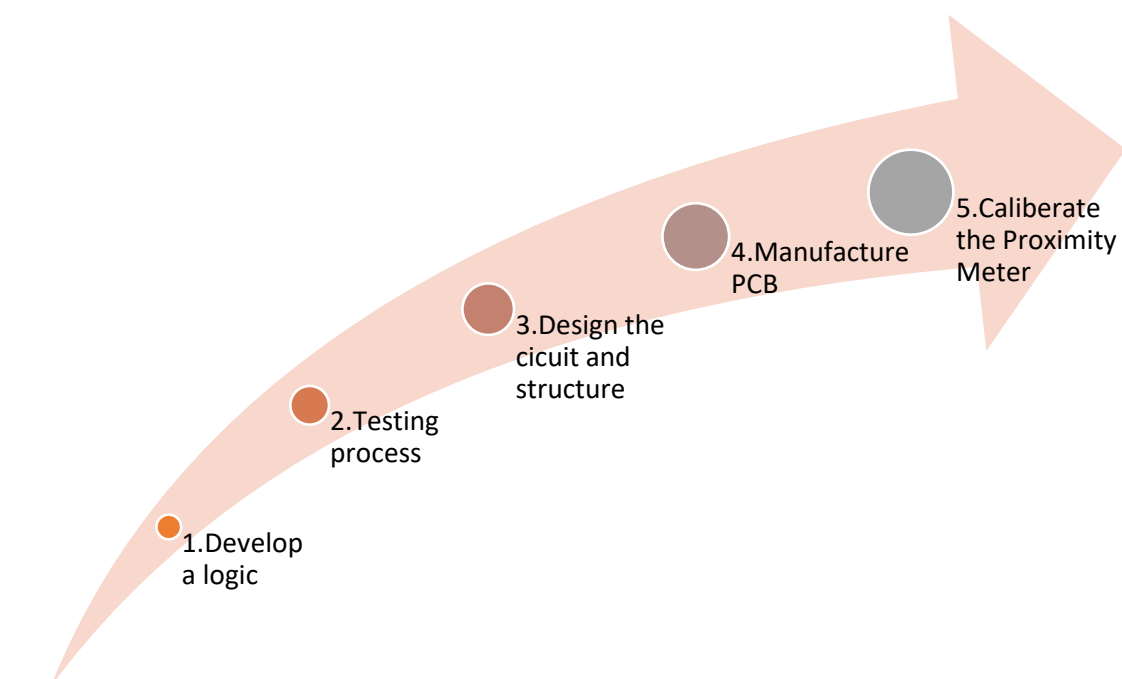 1.Develop
a logic
2.Testing
process
3.Design the
cicuit and
structure
4.Manufacture
PCB
5.Caliberate
the Proximity
Meter